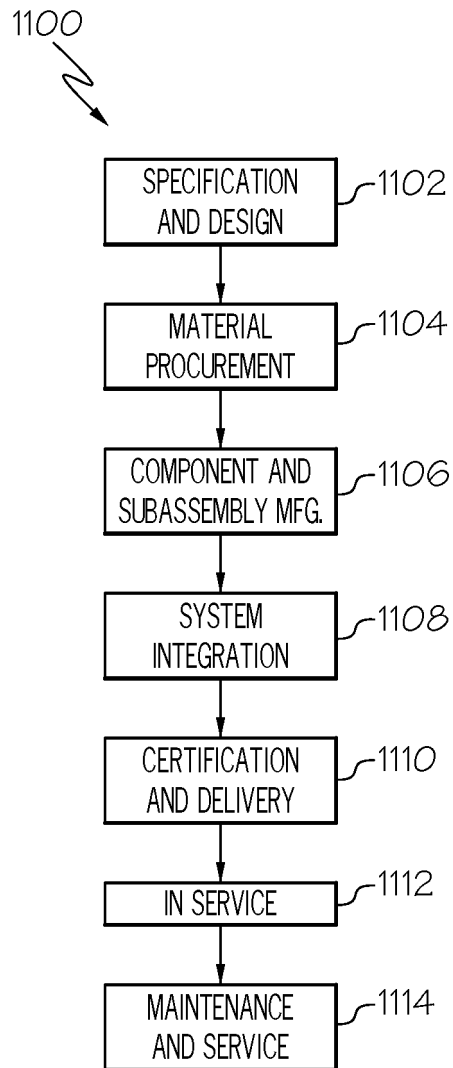 1100
SPECIFICATION
AND DESIGN
1102
MATERIAL
PROCUREMENT
1104
COMPONENT AND
SUBASSEMBLY MFG.
1106
SYSTEM
INTEGRATION
1108
CERTIFICATION
AND DELIVERY
1110
IN SERVICE
1112
MAINTENANCE
AND SERVICE
1114